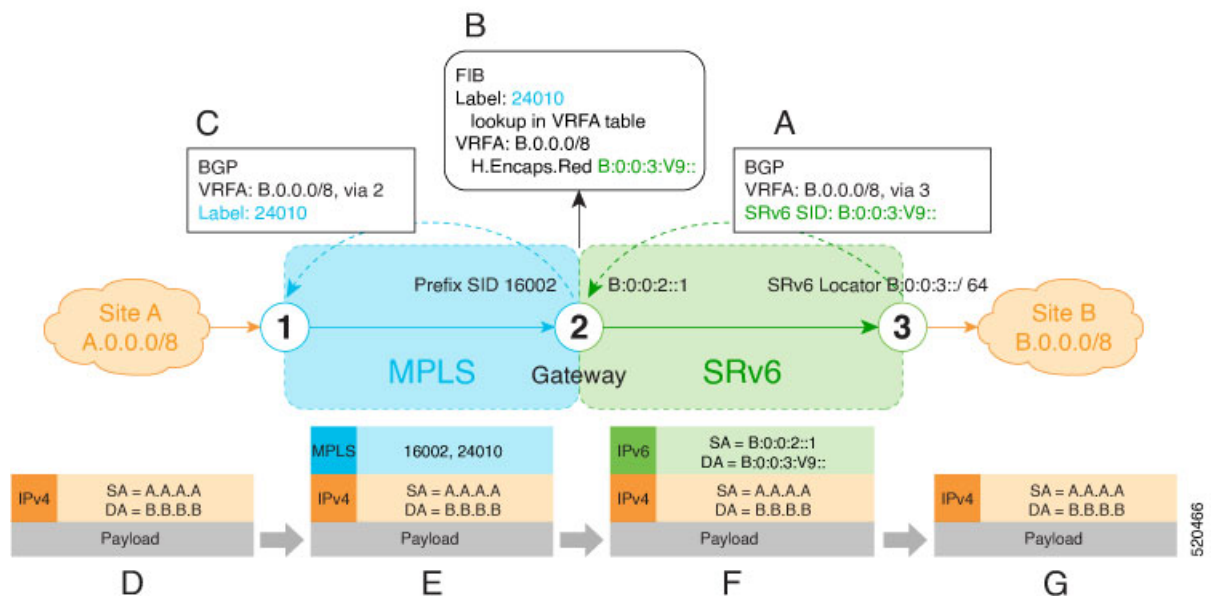 B
FIB
Label: 24010
lookup in VRFA table
VRFA: B.0.0.0/8
H.Encaps.Red B:0:0:3:V9::
C
BGP
VRFA: B.0.0.0/8, via 2
Label: 24010
A
BGP
VRFA: B.0.0.0/8, via 3
SRv6 SID: B:0:0:3:V9::
Prefix SID 16002
B:0:0:2::1
SRv6 Locator B:0:0:3::/ 64
Site A
A.0.0.0/8
1
2
3
Site B
B.0.0.0/8
MPLS
Gateway
SRv6
IPv4
SA = A.A.A.A
DA = B.B.B.B
Payload
D
MPLS
16002, 24010
IPv4
SA = A.A.A.A
DA = B.B.B.B
Payload
E
IPv6
SA = B:0:0:2::1
DA = B:0:0:3:V9::
IPv4
SA = A.A.A.A
DA = B.B.B.B
Payload
F
IPv4
SA = A.A.A.A
DA = B.B.B.B
Payload
G
520466